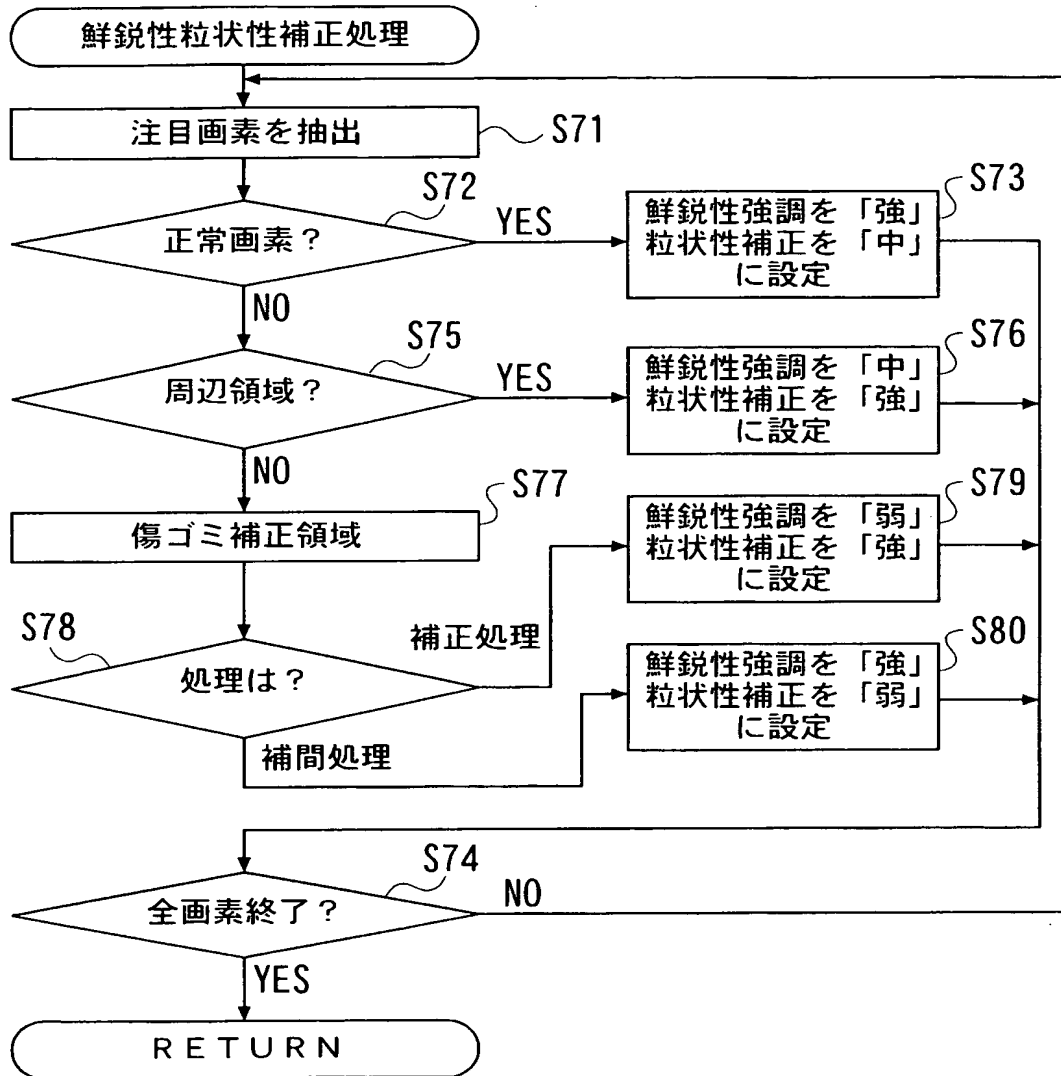 鮮鋭性粒状性補正処理
注目画素を抽出
S71
S72
正常画素?
YES
NO
S73
鮮鋭性強調を「強」
粒状性補正を「中」
に設定
S75
周辺領域?
YES
NO
S76
鮮鋭性強調を「中」
粒状性補正を「強」
に設定
S77
傷ゴミ補正領域
S78
処理は?
補正処理
補間処理
S79
鮮鋭性強調を「弱」
粒状性補正を「強」
に設定
S80
鮮鋭性強調を「強」
粒状性補正を「弱」
に設定
S74
全画素終了?
NO
YES
RETURN